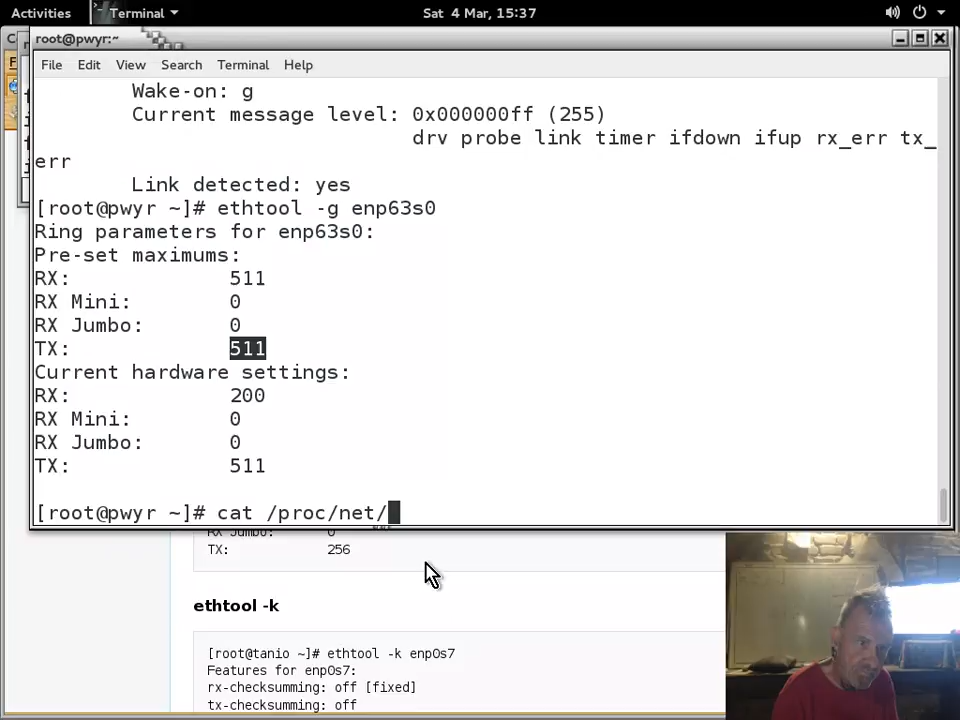 Activities
Terminal
Sat 4 Mar, 15:37
root@pwyr:~
File Edit View Search Terminal Help
Wake-on: g
Current message level: 0x000000ff (255)
drv probe link timer ifdown ifup rx_err tx_
err
Link detected: yes
[root@pwyr ~]# ethtool -g enp63s0
Ring parameters for enp63s0:
Pre-set maximums:
RX: 511
RX Mini: 0
RX Jumbo: 0
TX: 511
Current hardware settings:
RX: 200
RX Mini: 0
RX Jumbo: 0
TX: 511
[root@pwyr ~]# cat /proc/net/
RX Jumbo: 0
TX: 256
ethtool -k
[root@tanio ~]# ethtool -k enp0s7
Features for enp0s7:
rx-checksumming: off [fixed]
tx-checksumming: off